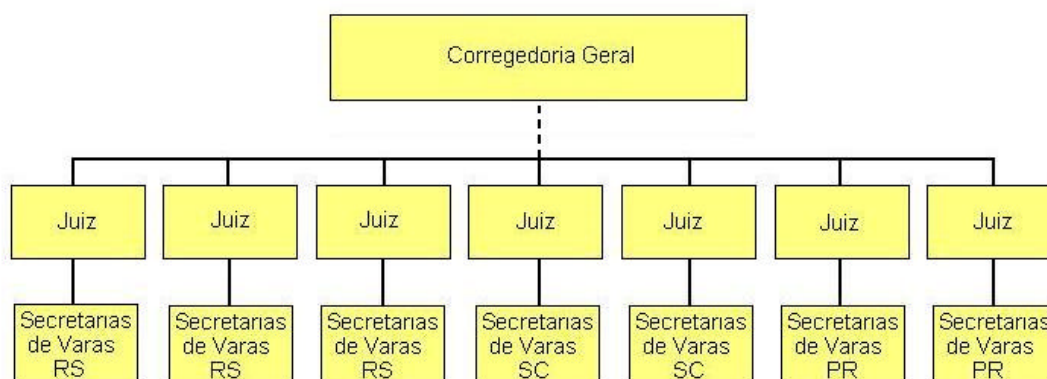 Corregedoria Geral
Juiz
Juiz
Juiz
Juiz
Juiz
Juiz
Juiz
Secretarias
de Varas
RS
Secretarias
de Varas
RS
Secretarias
de Varas
RS
Secretarias
de Varas
SC
Secretarias
de Varas
SC
Secretarias
de Varas
PR
Secretarias
de Varas
PR